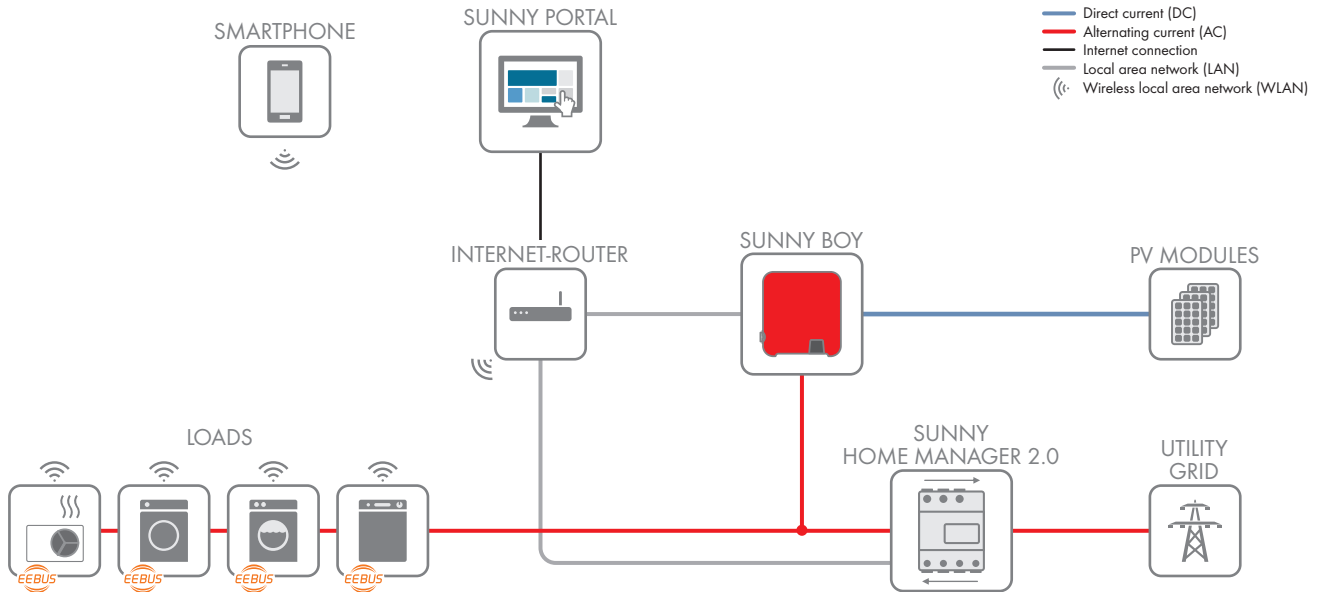 SMARTPHONE
SUNNY PORTAL
Direct current (DC)
Alternating current (AC)
Internet connection
Local area network (LAN)
Wireless local area network (WLAN)
INTERNET-ROUTER
SUNNY BOY
PV MODULES
LOADS
SUNNY
HOME MANAGER 2.0
UTILITY
GRID
EEBUS
EEBUS
EEBUS
EEBUS